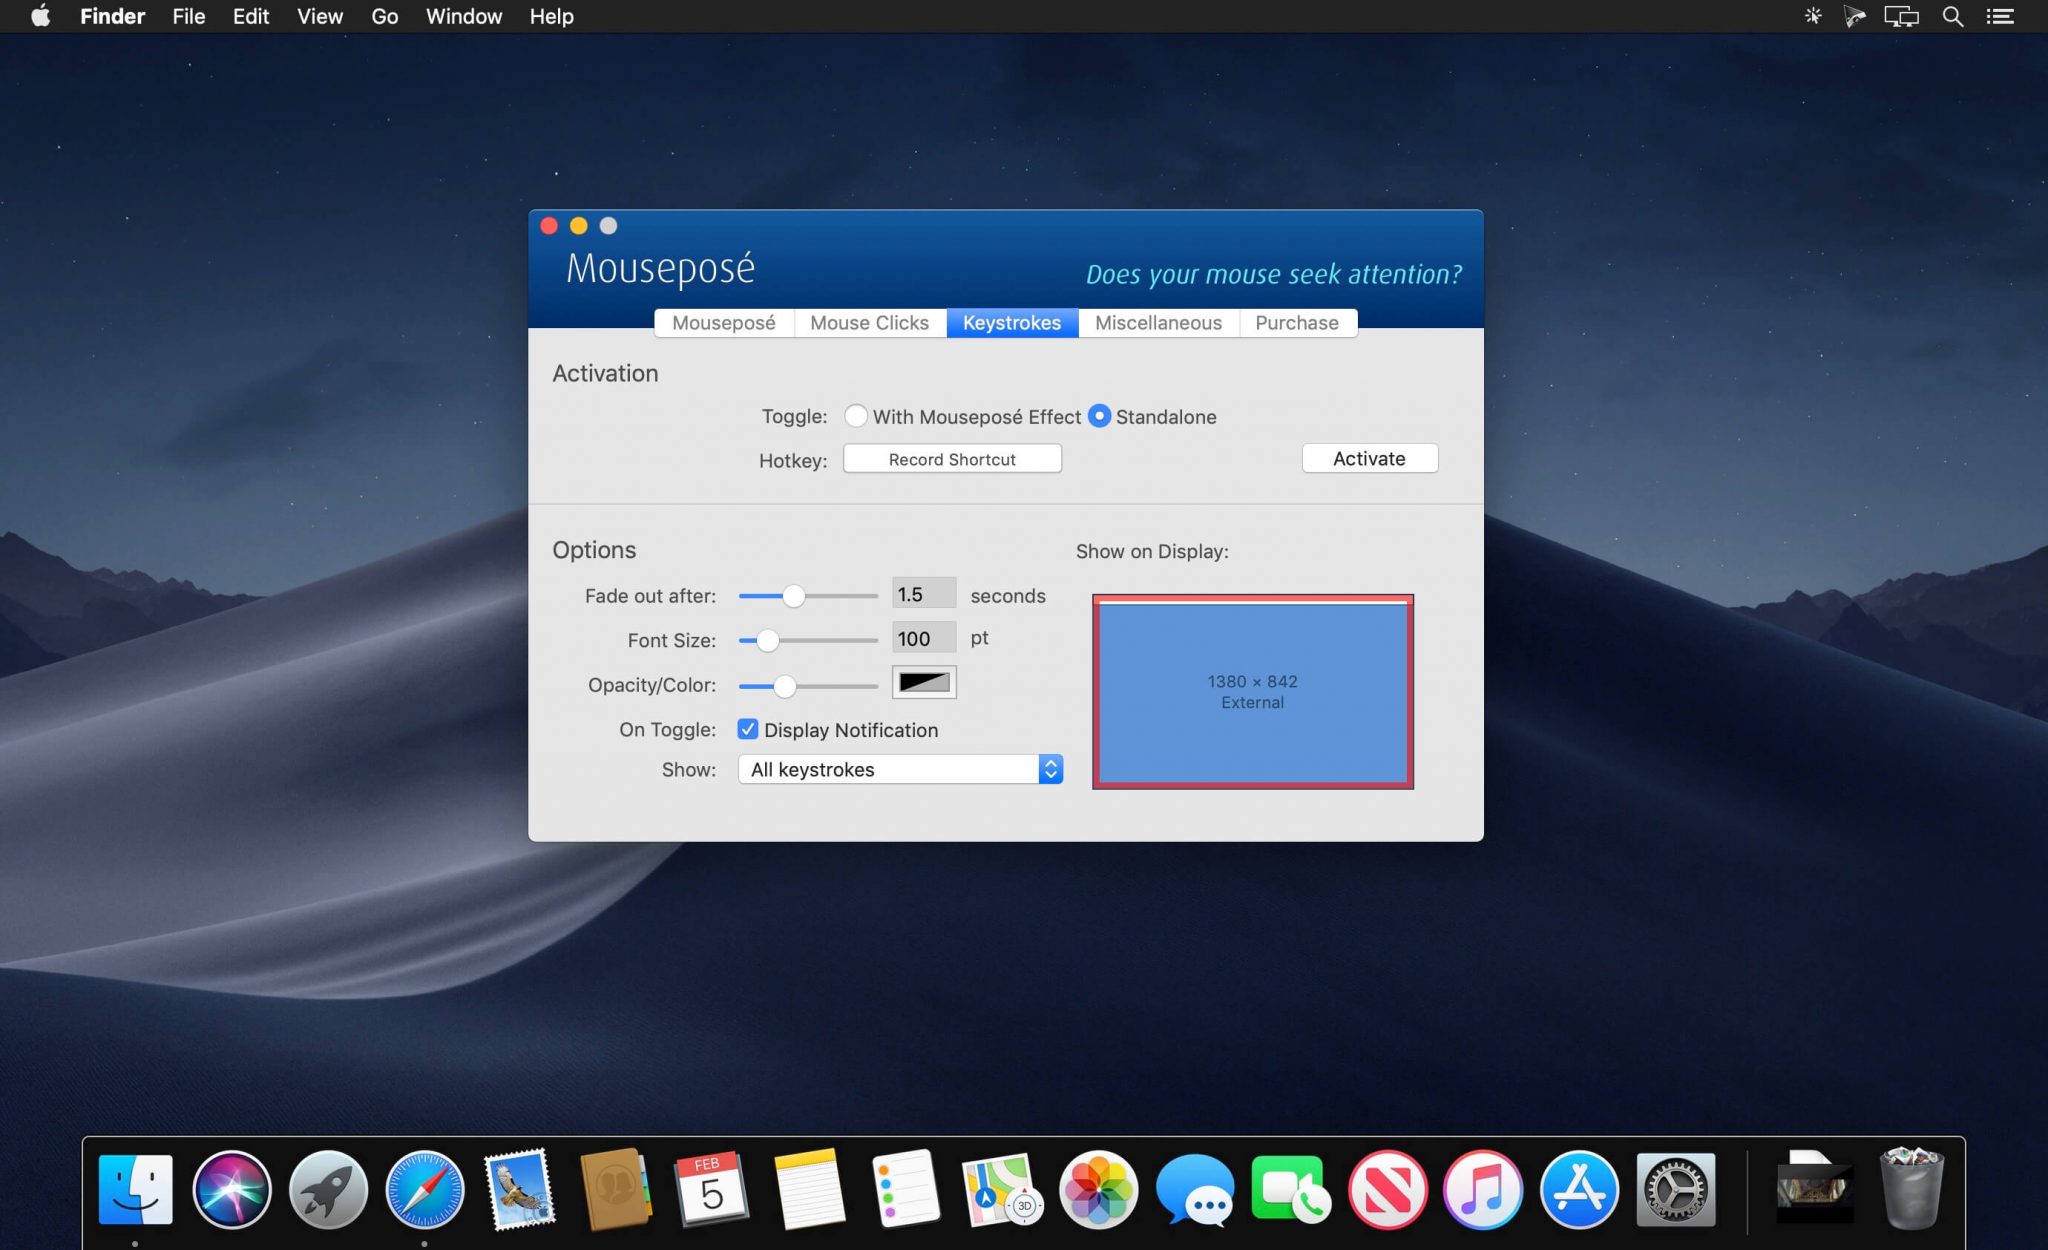 Finder File Edit View Go Window Help
Mouseposé
Does your mouse seek attention?
Mouseposé Mouse Clicks Keystrokes Miscellaneous Purchase
Activation
Toggle: With Mouseposé Effect Standalone
Hotkey: Record Shortcut Activate
Options
Show on Display:
Fade out after: 1.5 seconds
Font Size: 100 pt
Opacity/Color:
1380 × 842
External
On Toggle: Display Notification
Show: All keystrokes
FEB
5
3D